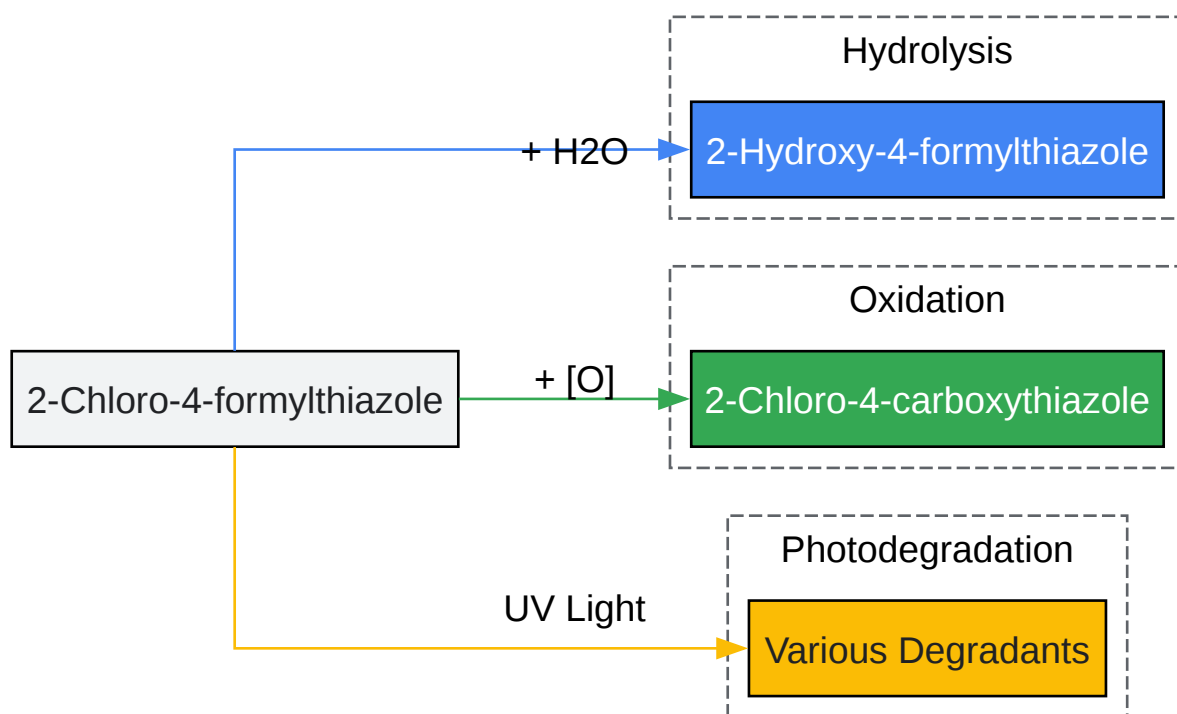 Hydrolysis
+ H2O
2-Hydroxy-4-formylthiazole
Oxidation
2-Chloro-4-formylthiazole
+ [O]
2-Chloro-4-carboxythiazole
Photodegradation
UV Light
Various Degradants